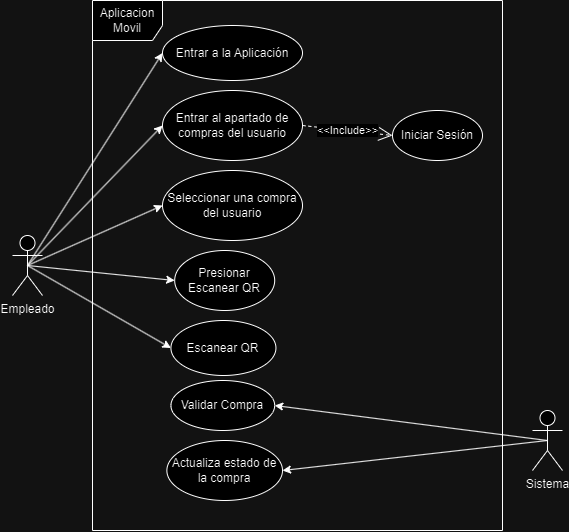 Aplicacion
Movil
Entrar a la Aplicación
Entrar al apartado de
compras del usuario
<<Include>>
Iniciar Sesión
Seleccionar una compra
del usuario
Presionar
Escanear QR
Empleado
Escanear QR
Validar Compra
Actualiza estado de
la compra
Sistema